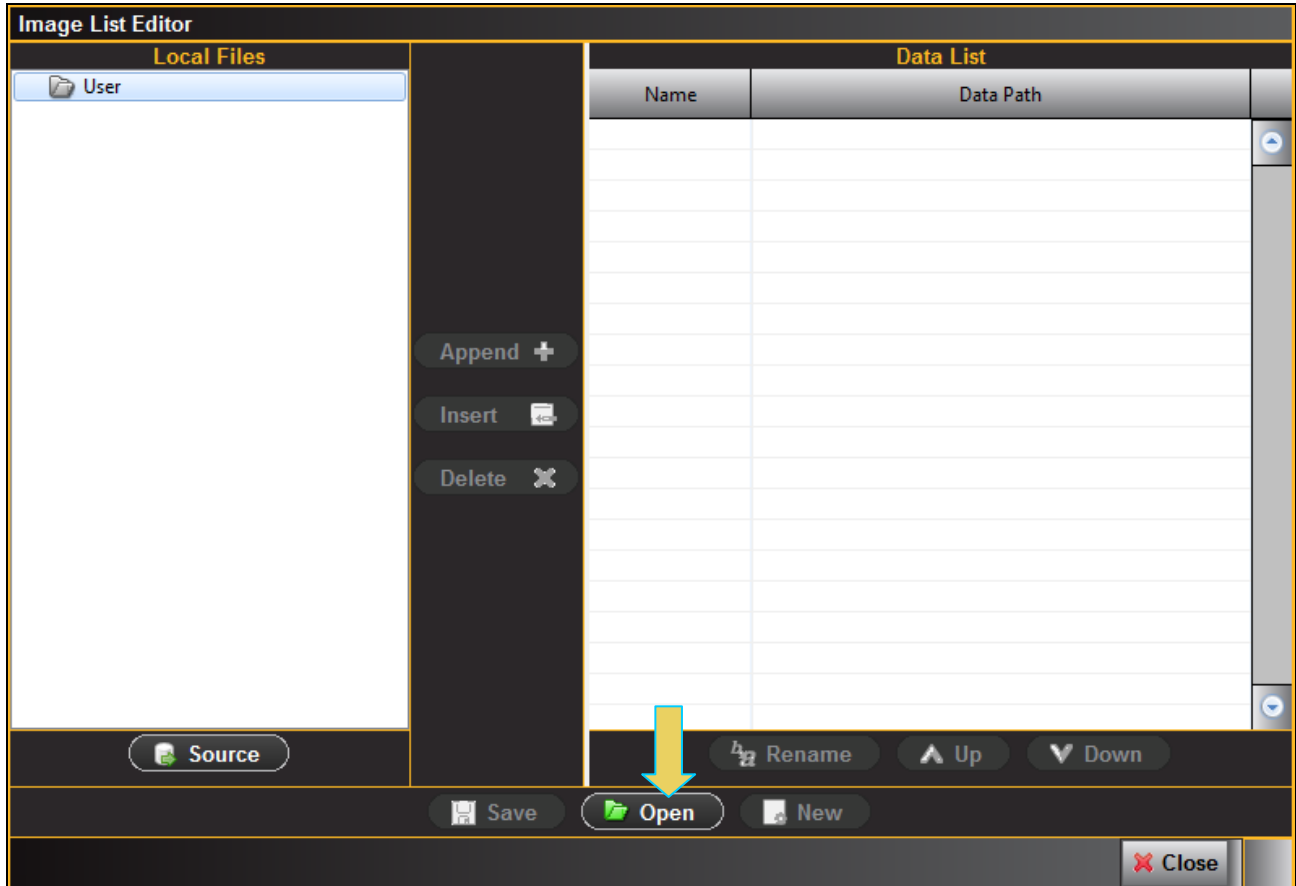 Image List Editor
Local Files
Data List
User
Name
Data Path
Append
Insert
Delete
Source
Rename
Up
Down
Save
Open
New
Close